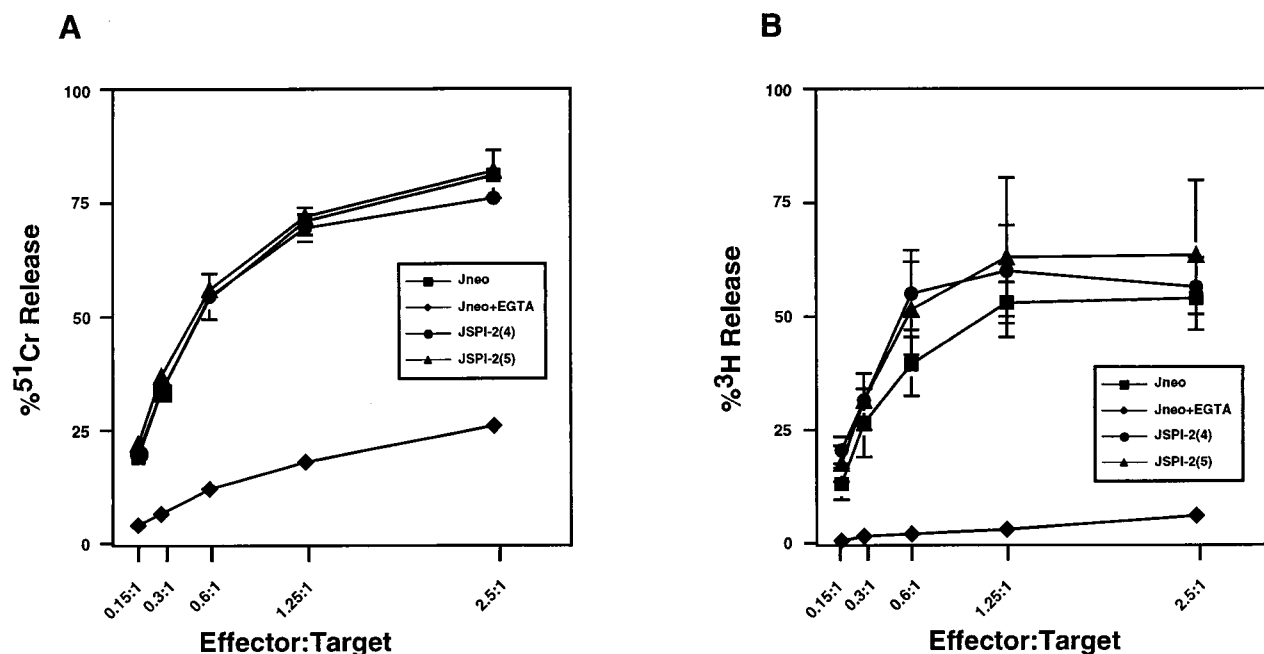 A
100
75
50
25
0
%51Cr Release
Jneo
Jneo+EGTA
JSPI-2(4)
JSPI-2(5)
0.15:1
0.3:1
0.6:1
1.25:1
2.5:1
Effector:Target
B
100
75
50
25
0
%3H Release
Jneo
Jneo+EGTA
JSPI-2(4)
JSPI-2(5)
0.15:1
0.3:1
0.6:1
1.25:1
2.5:1
Effector:Target